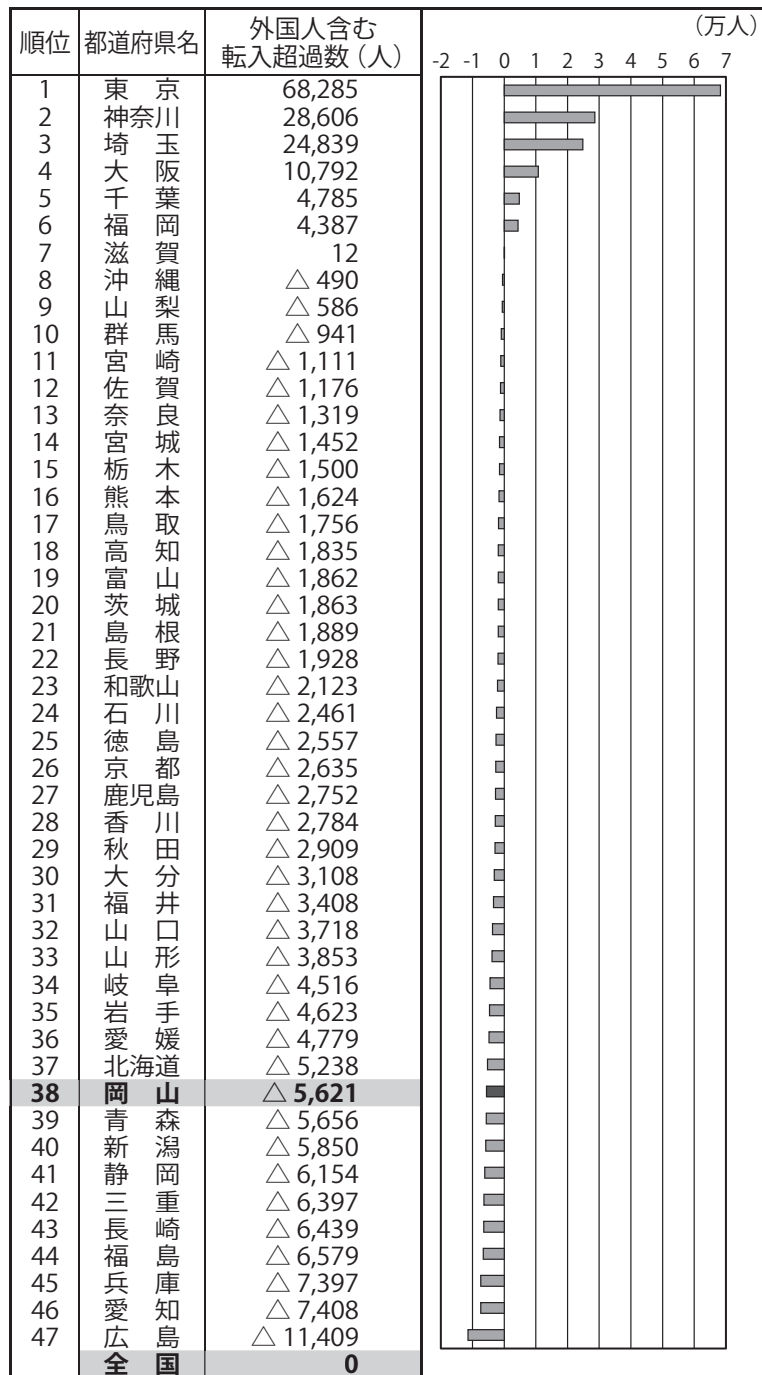 順位 都道府県名 外国人含む転入超過数（人） （万人）
-2 -1 0 1 2 3 4 5 6 7
1 東 京 68,285
2 神奈川 28,606
3 埼 玉 24,839
4 大 阪 10,792
5 千 葉 4,785
6 福 岡 4,387
7 滋 賀 12
8 沖 縄 △ 490
9 山 梨 △ 586
10 群 馬 △ 941
11 宮 崎 △ 1,111
12 佐 賀 △ 1,176
13 奈 良 △ 1,319
14 宮 城 △ 1,452
15 栃 木 △ 1,500
16 熊 本 △ 1,624
17 鳥 取 △ 1,756
18 高 知 △ 1,835
19 富 山 △ 1,862
20 茨 城 △ 1,863
21 島 根 △ 1,889
22 長 野 △ 1,928
23 和歌山 △ 2,123
24 石 川 △ 2,461
25 徳 島 △ 2,557
26 京 都 △ 2,635
27 鹿児島 △ 2,752
28 香 川 △ 2,784
29 秋 田 △ 2,909
30 大 分 △ 3,108
31 福 井 △ 3,408
32 山 口 △ 3,718
33 山 形 △ 3,853
34 岐 阜 △ 4,516
35 岩 手 △ 4,623
36 愛 媛 △ 4,779
37 北海道 △ 5,238
38 岡 山 △ 5,621
39 青 森 △ 5,656
40 新 潟 △ 5,850
41 静 岡 △ 6,154
42 三 重 △ 6,397
43 長 崎 △ 6,439
44 福 島 △ 6,579
45 兵 庫 △ 7,397
46 愛 知 △ 7,408
47 広 島 △ 11,409
全 国 0